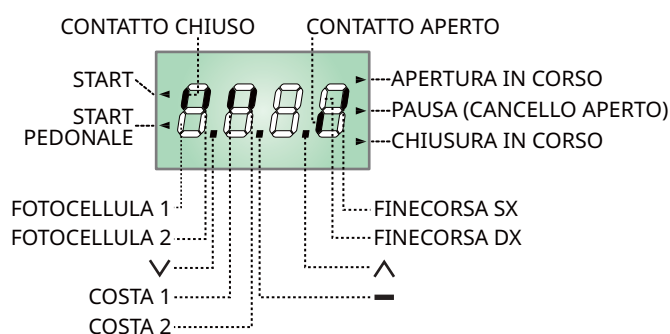 CONTATTO CHIUSO
CONTATTO APERTO
START
START
PEDONALE
APERTURA IN CORSO
PAUSA (CANCELLO APERTO)
CHIUSURA IN CORSO
FOTOCELLULA 1
FOTOCELLULA 2
COSTA 1
COSTA 2
FINECORSA SX
FINECORSA DX